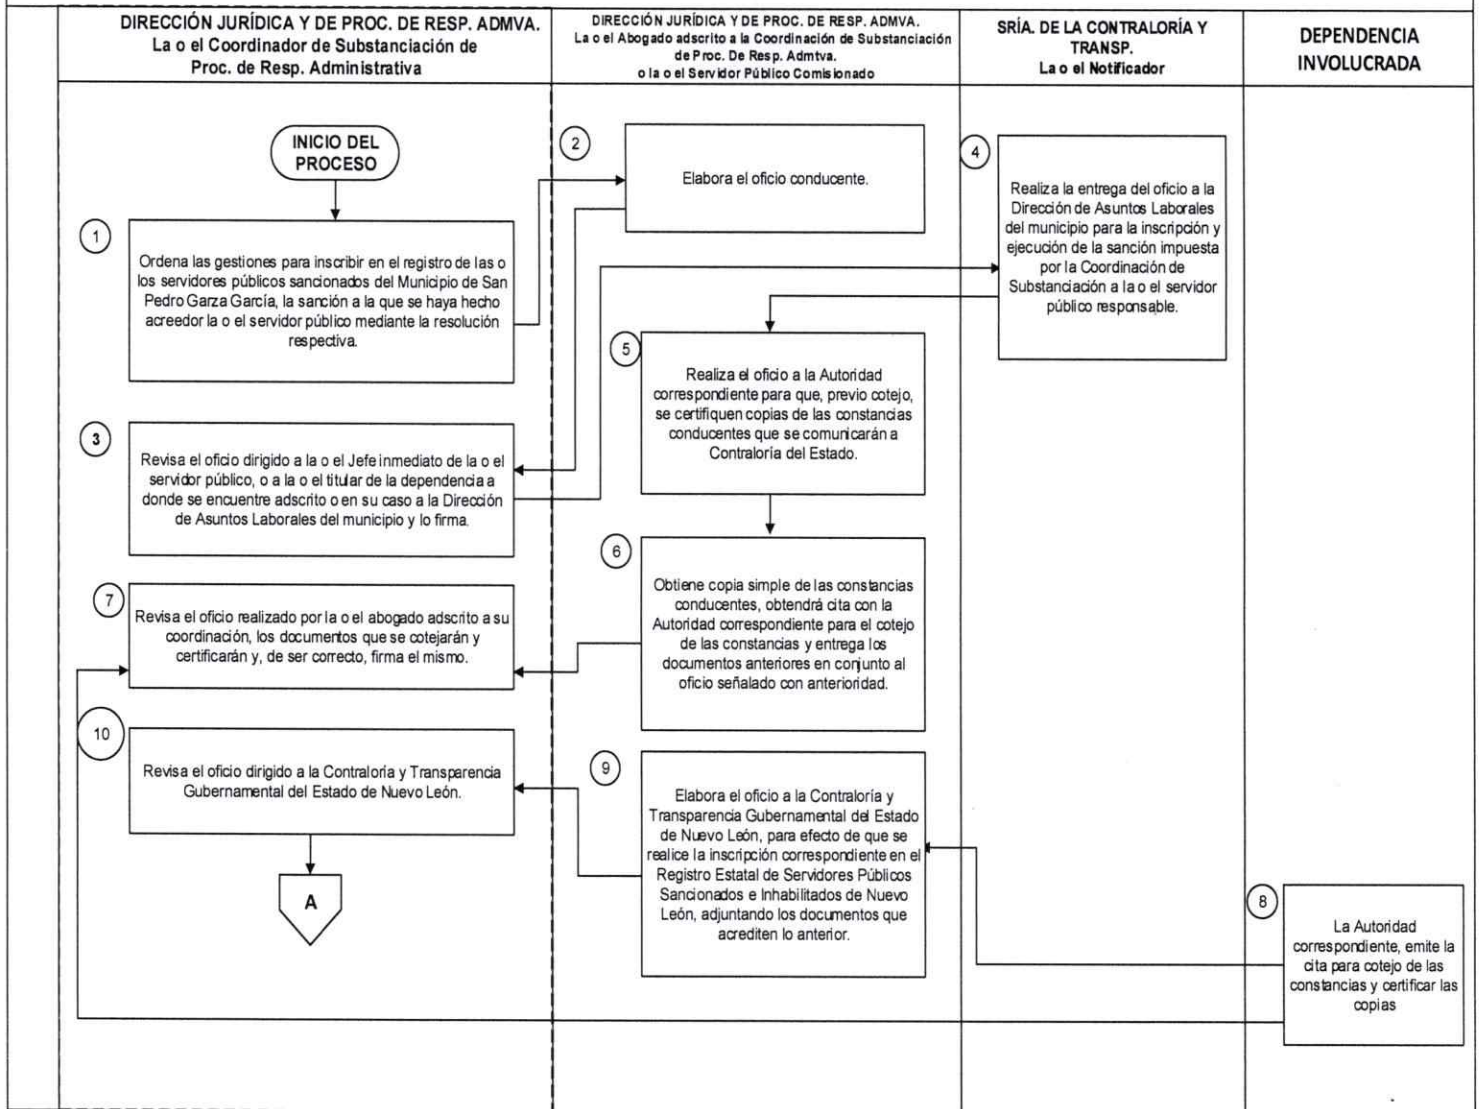 DIRECCIÓN JURÍDICA Y DE PROC. DE RESP. ADMVA.
La o el Coordinador de Substanciación de
Proc. de Resp. Administrativa
DIRECCIÓN JURÍDICA Y DE PROC. DE RESP. ADMVA.
La o el Abogado adscrito a la Coordinación de Substanciación
de Proc. De Resp. Admtva.
o la o el Servidor Público Comisionado
SRÍA. DE LA CONTRALORÍA Y
TRANSP.
La o el Notificador
DEPENDENCIA
INVOLUCRADA
INICIO DEL
PROCESO
1
Ordena las gestiones para inscribir en el registro de las o
los servidores públicos sancionados del Municipio de San
Pedro Garza García, la sanción a la que se haya hecho
acreedor la o el servidor público mediante la resolución
respectiva.
2
Elabora el oficio conducente.
3
Revisa el oficio dirigido a la o el Jefe inmediato de la o el
servidor público, o a la o el titular de la dependencia a
donde se encuentre adscrito o en su caso a la Dirección
de Asuntos Laborales del municipio y lo firma.
4
Realiza la entrega del oficio a la
Dirección de Asuntos Laborales
del municipio para la inscripción y
ejecución de la sanción impuesta
por la Coordinación de
Substanciación a la o el servidor
público responsable.
5
Realiza el oficio a la Autoridad
correspondiente para que, previo cotejo,
se certifiquen copias de las constancias
conducentes que se comunicarán a
Contraloría del Estado.
6
Obtiene copia simple de las constancias
conducentes, obtendrá cita con la
Autoridad correspondiente para el cotejo
de las constancias y entrega los
documentos anteriores en conjunto al
oficio señalado con anterioridad.
7
Revisa el oficio realizado por la o el abogado adscrito a su
coordinación, los documentos que se cotejarán y
certificarán y, de ser correcto, firma el mismo.
8
La Autoridad
correspondiente, emite la
cita para cotejo de las
constancias y certificar las
copias
9
Elabora el oficio a la Contraloría y
Transparencia Gubernamental del Estado
de Nuevo León, para efecto de que se
realice la inscripción correspondiente en el
Registro Estatal de Servidores Públicos
Sancionados e Inhabilitados de Nuevo
León, adjuntando los documentos que
acrediten lo anterior.
10
Revisa el oficio dirigido a la Contraloría y Transparencia
Gubernamental del Estado de Nuevo León.
A